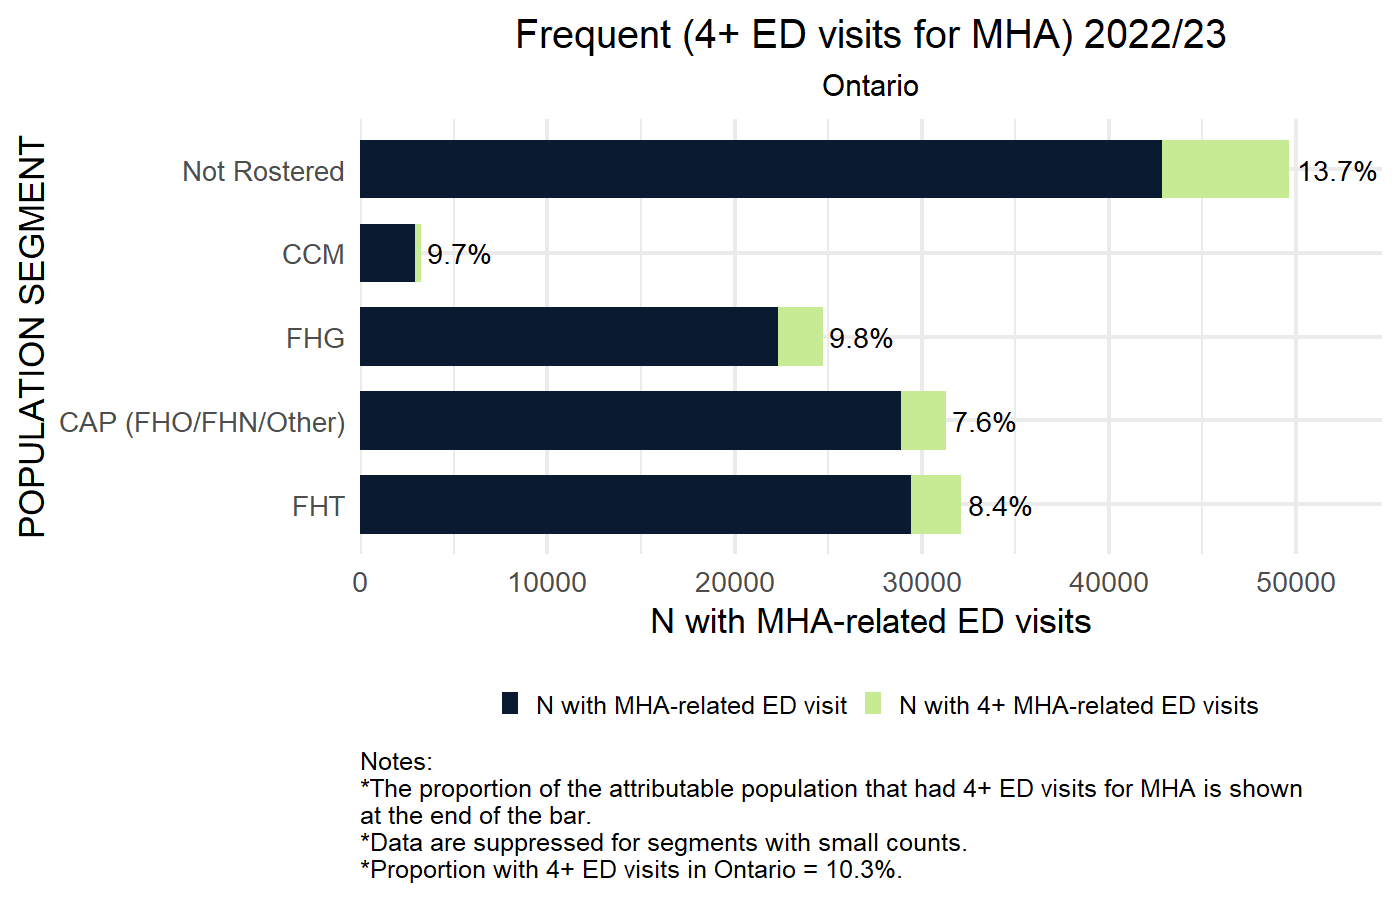 Frequent (4+ ED visits for MHA) 2022/23
Ontario
POPULATION SEGMENT
Not Rostered
13.7%
CCM
9.7%
FHG
9.8%
CAP (FHO/FHN/Other)
7.6%
FHT
8.4%
0 10000 20000 30000 40000 50000
N with MHA-related ED visits
N with MHA-related ED visit N with 4+ MHA-related ED visits
Notes:
*The proportion of the attributable population that had 4+ ED visits for MHA is shown
at the end of the bar.
*Data are suppressed for segments with small counts.
*Proportion with 4+ ED visits in Ontario = 10.3%.